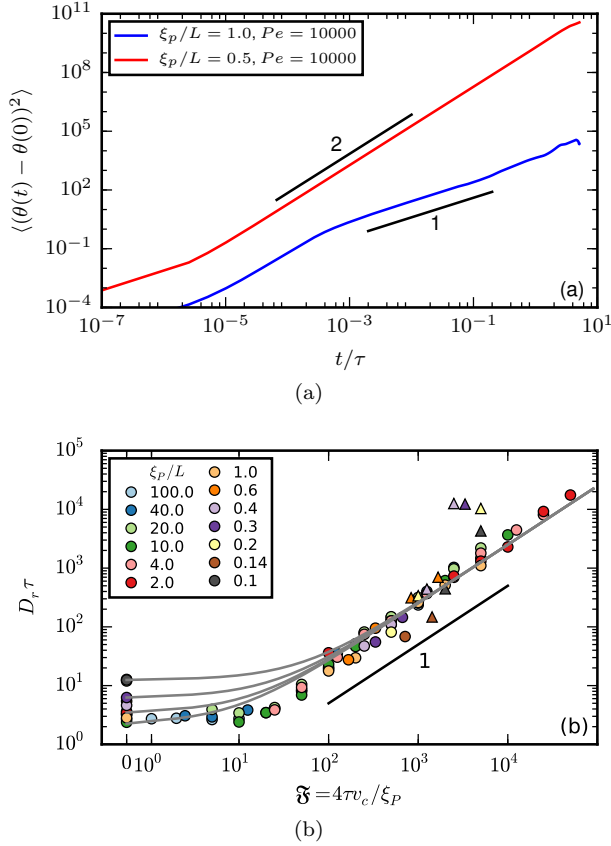 10^11
10^8
10^5
10^2
10^-1
10^-4
⟨(θ(t) − θ(0))^2⟩
ξ_p/L = 1.0, Pe = 10000
ξ_p/L = 0.5, Pe = 10000
2
1
(a)
10^-7 10^-5 10^-3 10^-1 10^1
t/τ
(a)
10^5
10^4
10^3
10^2
10^1
10^0
D_r τ
ξ_P/L
100.0 1.0
40.0 0.6
20.0 0.4
10.0 0.3
4.0 0.2
2.0 0.14
0.1
1
(b)
0 10^0 10^1 10^2 10^3 10^4
𝔉 = 4τv_c/ξ_P
(b)